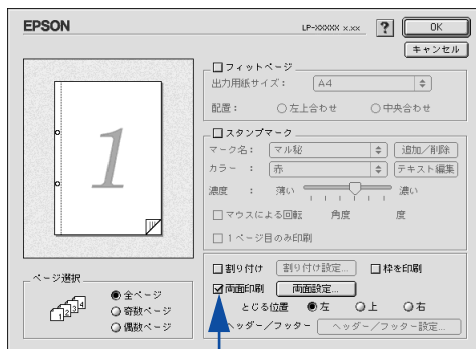 EPSON
LP-XXXXX x.xx
?
OK
キャンセル
フィットページ
出力用紙サイズ：
A4
配置：
左上合わせ
中央合わせ
スタンプマーク
マーク名：
マル秘
追加／削除
カラー ：
赤
テキスト編集
濃度 ：
薄い
濃い
マウスによる回転
角度
度
1ページ目のみ印刷
1
割り付け
割り付け設定...
枠を印刷
両面印刷
両面設定...
とじる位置
左
上
右
ヘッダー／フッター
ヘッダー／フッター設定...
ページ選択
1
2
3
4
全ページ
奇数ページ
偶数ページ